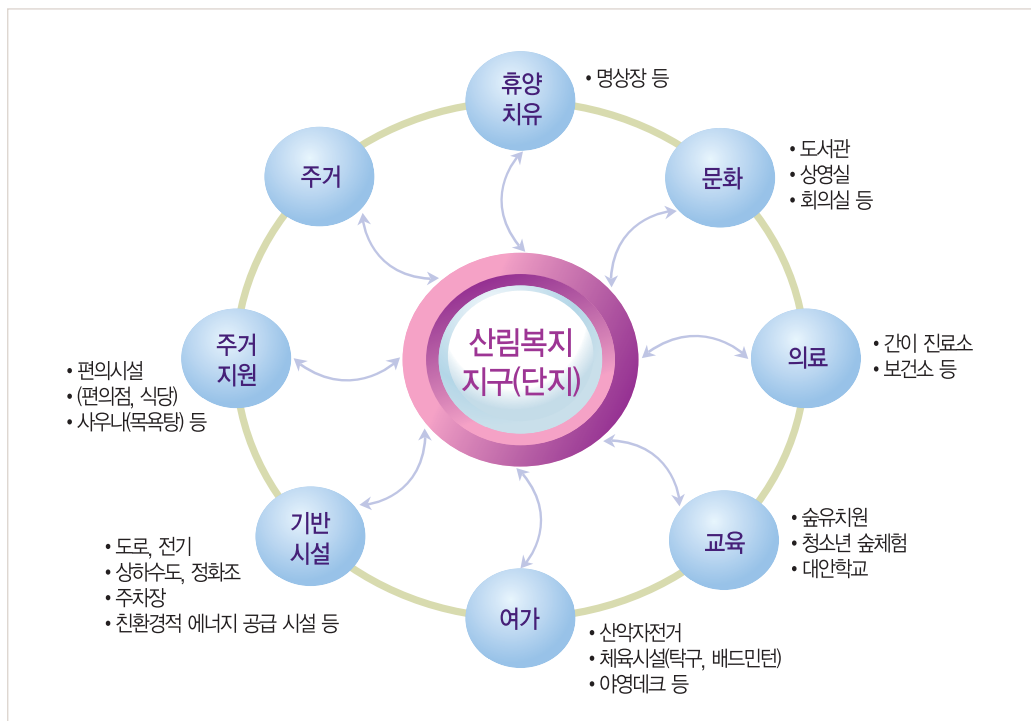 휴양
치유
• 명상장 등
문화
• 도서관
• 상영실
• 회의실 등
의료
• 간이 진료소
• 보건소 등
교육
• 숲유치원
• 청소년 숲체험
• 대안학교
여가
• 산악자전거
• 체육시설(탁구, 배드민턴)
• 야영데크 등
기반
시설
• 도로, 전기
• 상하수도, 정화조
• 주차장
• 친환경적 에너지 공급 시설 등
주거
지원
• 편의시설
• (편의점, 식당)
• 사우나(목욕탕) 등
주거
산림복지
지구(단지)